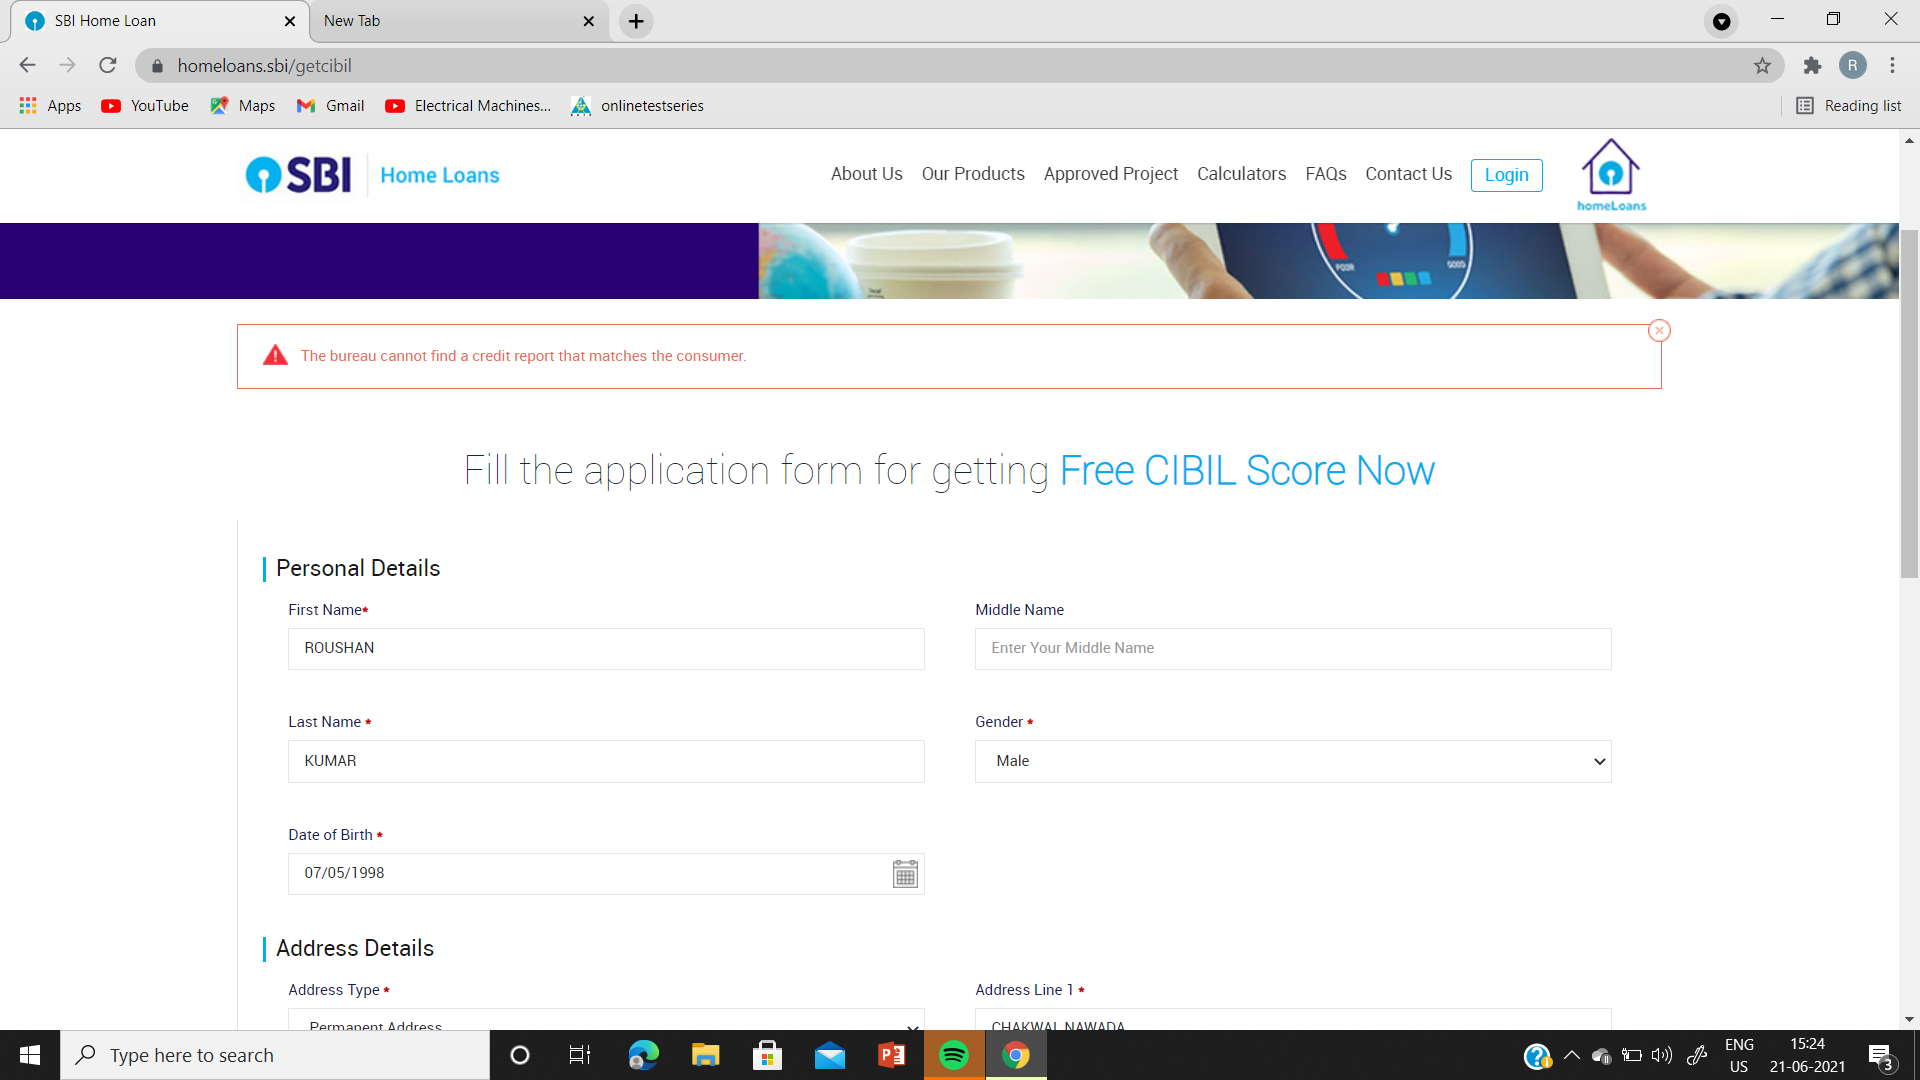 SBI Home Loan
New Tab
homeloans.sbi/getcibil
R
Apps
YouTube
Maps
Gmail
Electrical Machines...
onlinetestseries
Reading list
SBI
Home Loans
About Us
Our Products
Approved Project
Calculators
FAQs
Contact Us
Login
homeLoans
POOR
GOOD
The bureau cannot find a credit report that matches the consumer.
Fill the application form for getting Free CIBIL Score Now
Personal Details
First Name*
Middle Name
ROUSHAN
Enter Your Middle Name
Last Name *
Gender *
KUMAR
Male
Date of Birth *
07/05/1998
Address Details
Address Type *
Address Line 1 *
Permanent Address
CHAKWAL NAWADA
Type here to search
ENG
US
15:24
21-06-2021
3